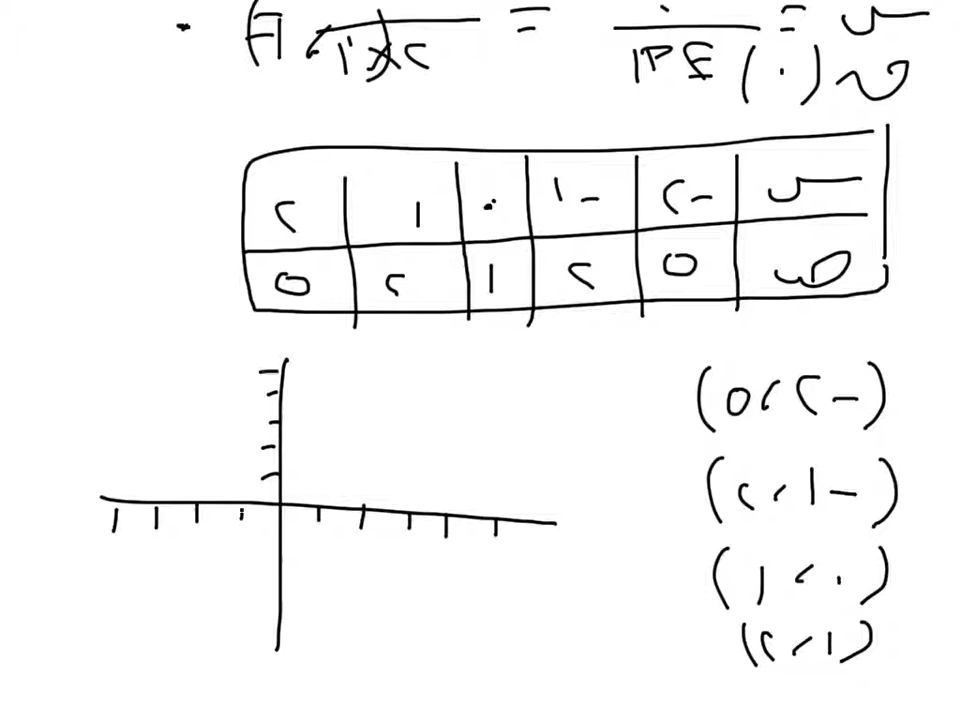 س =
س -٢ -١ ٠ ١ ٢
ص ٥ ٢ ١ ٢ ٥
(-٢، ٥)
(-١، ٢)
(٠، ١)
(١، ٢)